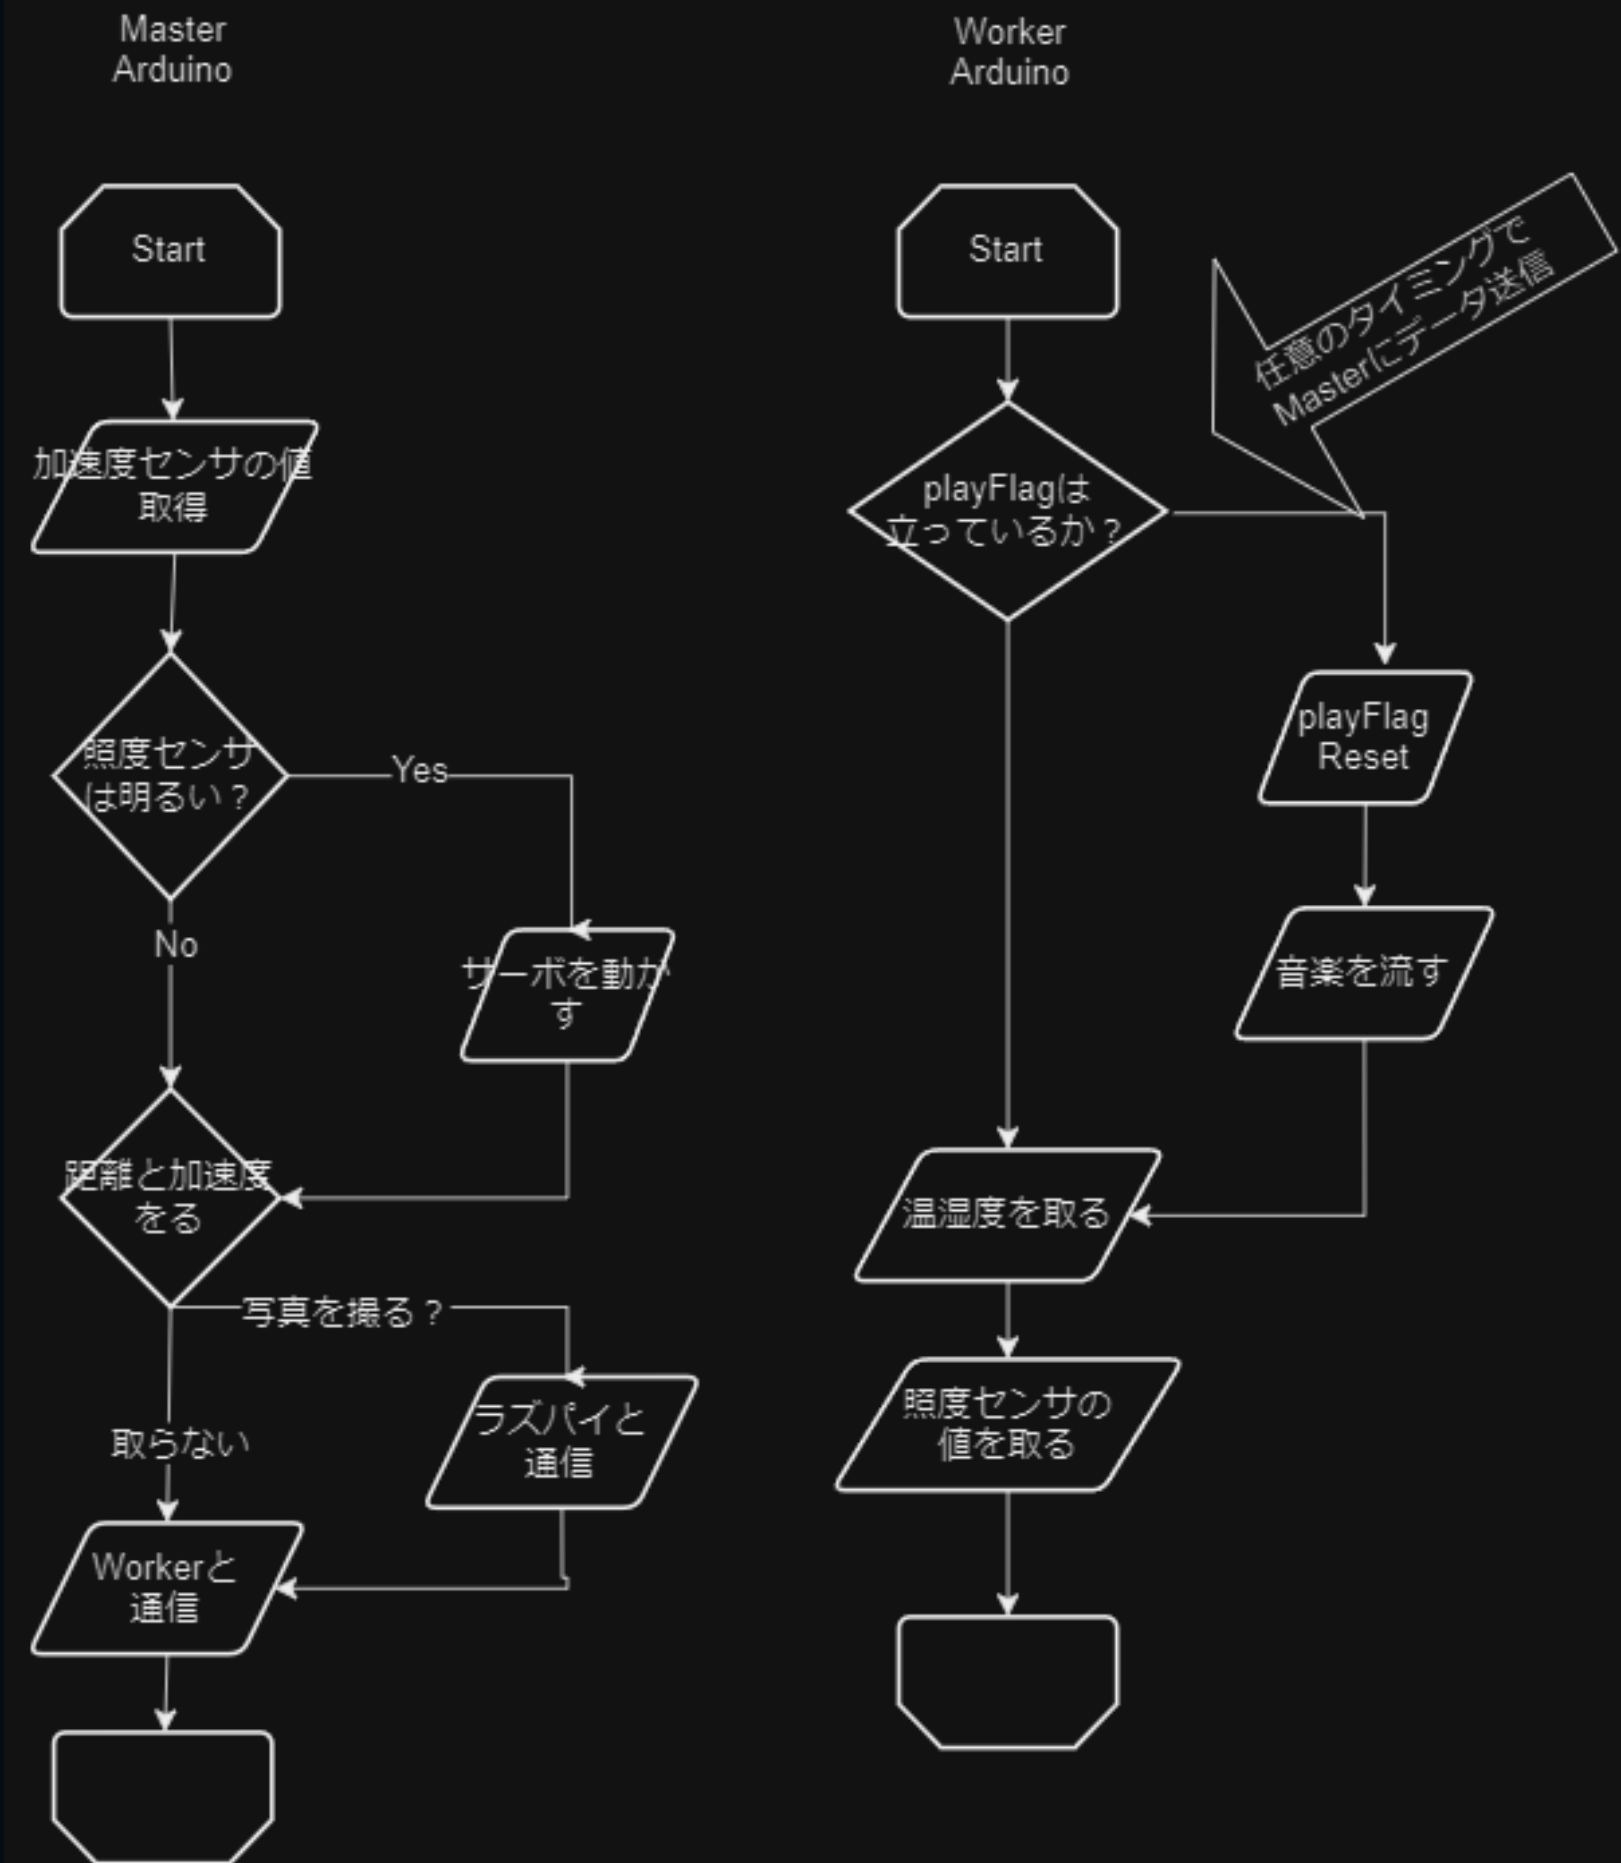 Master
Arduino
Start
加速度センサの値
取得
照度センサ
は明るい？
Yes
No
サーボを動か
す
距離と加速度
をる
写真を撮る？
取らない
ラズパイと
通信
Workerと
通信
Worker
Arduino
Start
任意のタイミングで
Masterにデータ送信
playFlagは
立っているか？
playFlag
Reset
音楽を流す
温湿度を取る
照度センサの
値を取る